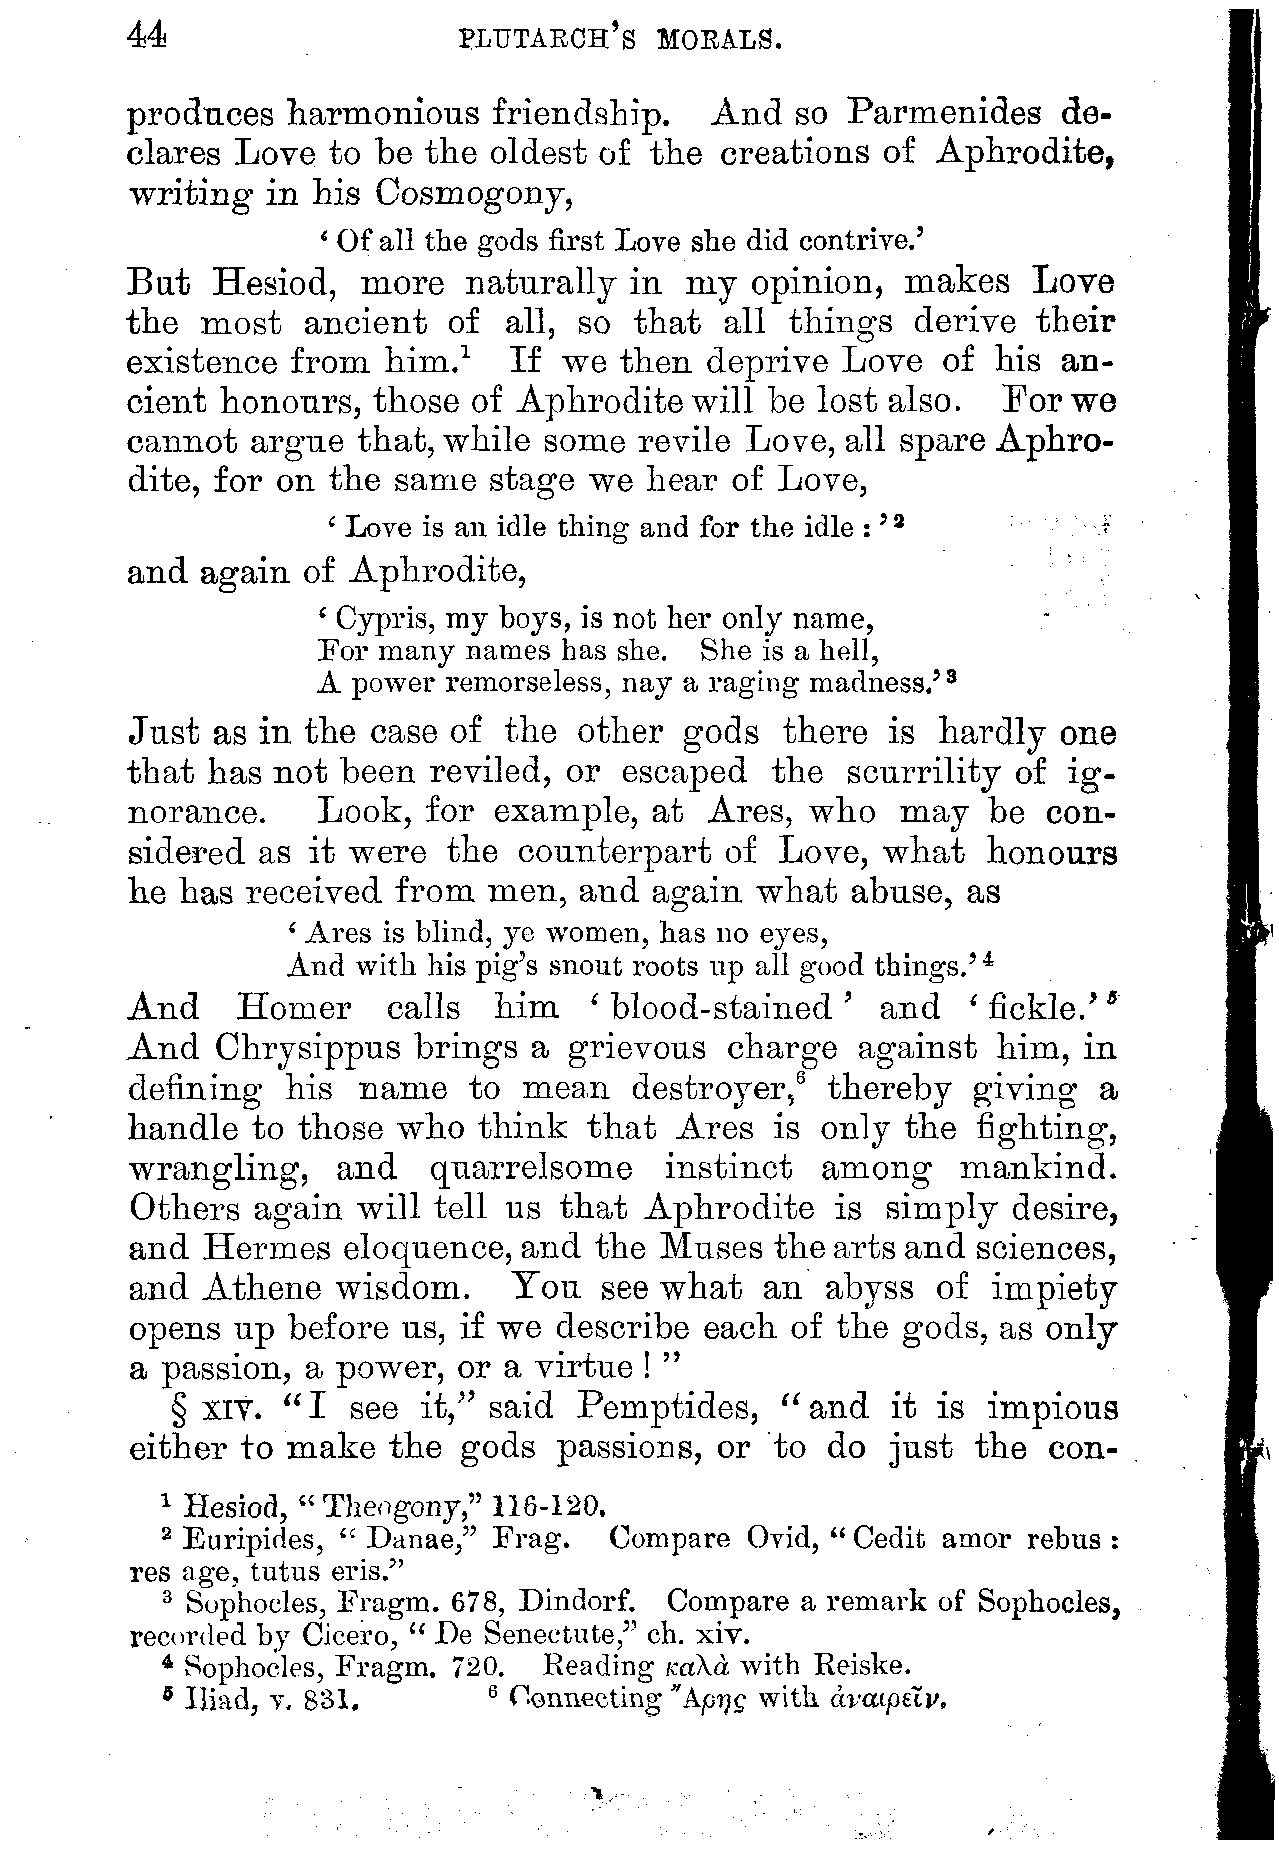 44 PLUTARCH'S MORALS.
produces harmonious friendship. And so Parmenides de-
clares Love to be the oldest of the creations of Aphrodite,
writing in his Cosmogony,
‘ Of all the gods first Love she did contrive.’
But Hesiod, more naturally in my opinion, makes Love
the most ancient of all, so that all things derive their
existence from him.¹ If we then deprive Love of his an-
cient honours, those of Aphrodite will be lost also. For we
cannot argue that, while some revile Love, all spare Aphro-
dite, for on the same stage we hear of Love,
‘ Love is an idle thing and for the idle : ’²
and again of Aphrodite,
‘ Cypris, my boys, is not her only name,
For many names has she. She is a hell,
A power remorseless, nay a raging madness.’³
Just as in the case of the other gods there is hardly one
that has not been reviled, or escaped the scurrility of ig-
norance. Look, for example, at Ares, who may be con-
sidered as it were the counterpart of Love, what honours
he has received from men, and again what abuse, as
‘ Ares is blind, ye women, has no eyes,
And with his pig’s snout roots up all good things.’⁴
And Homer calls him ‘ blood-stained ’ and ‘ fickle.’⁵
And Chrysippus brings a grievous charge against him, in
defining his name to mean destroyer,⁶ thereby giving a
handle to those who think that Ares is only the fighting,
wrangling, and quarrelsome instinct among mankind.
Others again will tell us that Aphrodite is simply desire,
and Hermes eloquence, and the Muses the arts and sciences,
and Athene wisdom. You see what an abyss of impiety
opens up before us, if we describe each of the gods, as only
a passion, a power, or a virtue ! ”
§ XIV. “ I see it,” said Pemptides, “ and it is impious
either to make the gods passions, or to do just the con-
¹ Hesiod, “ Theogony,” 116-120.
² Euripides, “ Danae,” Frag. Compare Ovid, “ Cedit amor rebus :
res age, tutus eris.”
³ Sophocles, Fragm. 678, Dindorf. Compare a remark of Sophocles,
recorded by Cicero, “ De Senectute,” ch. xiv.
⁴ Sophocles, Fragm. 720. Reading καλὰ with Reiske.
⁵ Iliad, v. 831. ⁶ Connecting Ἄρης with ἀναιρεῖν.